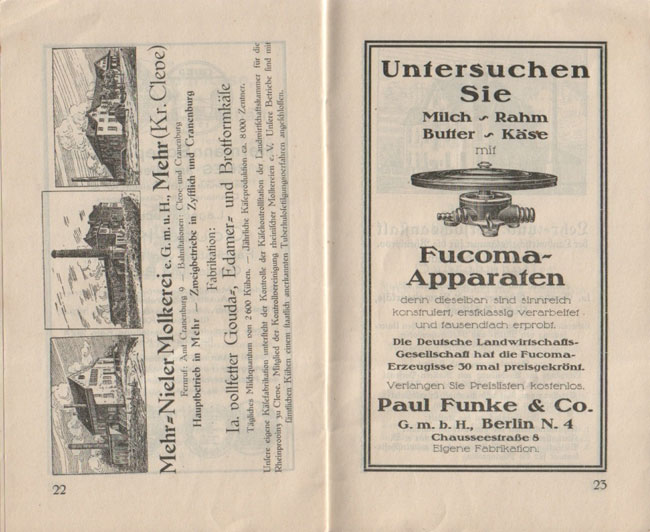 Mehr-Nieler Molkerei e. G. m. u. H., Mehr (Kr. Cleve)
Fernruf: Amt Cranenburg 9 — Bahnstationen: Cleve und Cranenburg
Hauptbetrieb in Mehr — Zweigbetriebe in Zyfflich und Cranenburg
Fabrikation:
Ia. vollfetter Gouda-, Edamer- und Brotformkäse
Tägliches Milchquantum von 2600 Kühen. — Jährliche Käseproduktion ca. 8000 Zentner.
Unsere eigene Käsefabrikation untersteht der Kontrolle der Käsekontrollstation der Landwirtschaftskammer für die
Rheinprovinz zu Cleve. Mitglied der Kontrollvereinigung rheinischer Molkereien e. V. Unsere Betriebe sind mit
sämtlichen Kühen einem staatlich anerkannten Tuberkulosetilgungsverfahren angeschlossen.
22
Untersuchen
Sie
Milch ~ Rahm
Butter ~ Käse
mit
Fucoma-
Apparaten
denn dieselben sind sinnreich
konstruiert, erstklassig verarbeitet
und tausendfach erprobt.
Die Deutsche Landwirtschafts-
Gesellschaft hat die Fucoma-
Erzeugisse 30 mal preisgekrönt.
Verlangen Sie Preislisten kostenlos.
Paul Funke & Co.
G. m. b. H., Berlin N. 4
Chausseestraße 8
Eigene Fabrikation.
23